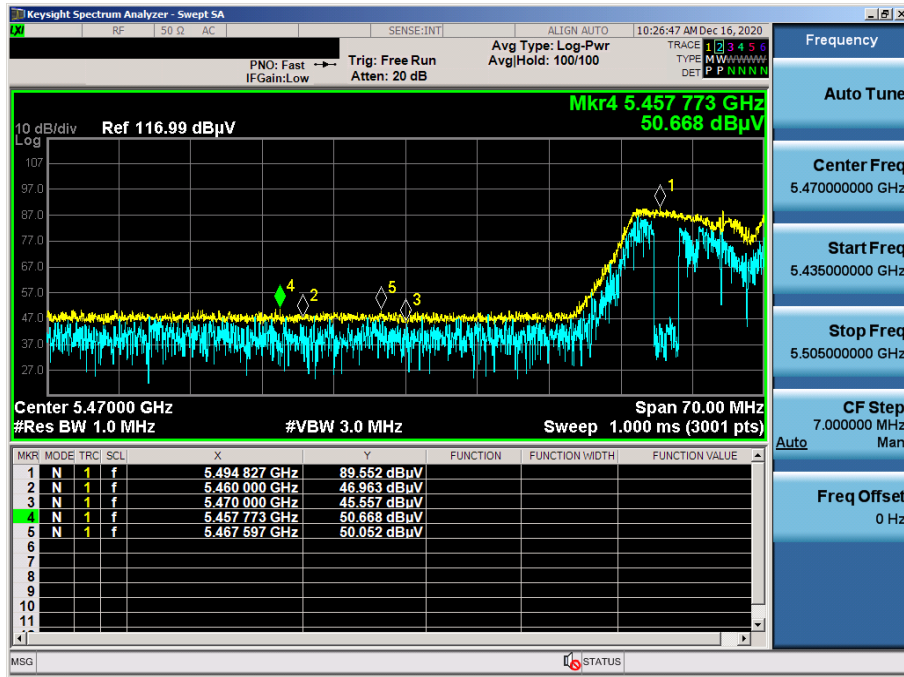 Keysight Spectrum Analyzer - Swept SA
LXI RF 50 Ω AC SENSE:INT ALIGN AUTO 10:26:47 AM Dec 16, 2020
PNO: Fast Trig: Free Run Avg Type: Log-Pwr TRACE 1 2 3 4 5 6
IFGain:Low Atten: 20 dB Avg|Hold: 100/100 TYPE M W W W W W
DET P P N N N N
Mkr4 5.457 773 GHz
50.668 dBµV
10 dB/div Ref 116.99 dBµV
Log
107
97.0
87.0
77.0
67.0
57.0
47.0
37.0
27.0
1
4
2
5
3
Center 5.47000 GHz Span 70.00 MHz
#Res BW 1.0 MHz #VBW 3.0 MHz Sweep 1.000 ms (3001 pts)
MKR MODE TRC SCL X Y FUNCTION FUNCTION WIDTH FUNCTION VALUE
1 N 1 f 5.494 827 GHz 89.552 dBµV
2 N 1 f 5.460 000 GHz 46.963 dBµV
3 N 1 f 5.470 000 GHz 45.557 dBµV
4 N 1 f 5.457 773 GHz 50.668 dBµV
5 N 1 f 5.467 597 GHz 50.052 dBµV
6
7
8
9
10
11
MSG STATUS
Frequency
Auto Tune
Center Freq
5.470000000 GHz
Start Freq
5.435000000 GHz
Stop Freq
5.505000000 GHz
CF Step
7.000000 MHz
Auto Man
Freq Offset
0 Hz